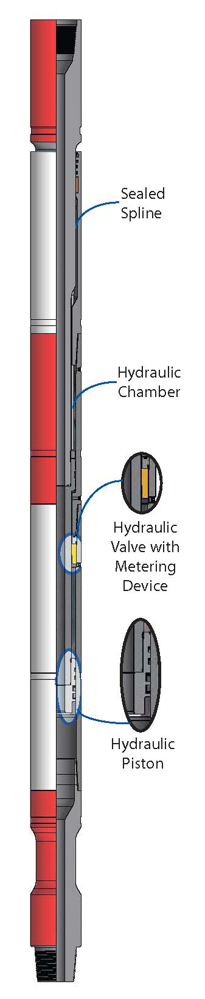 Sealed
Spline
Hydraulic
Chamber
Hydraulic
Valve with
Metering
Device
Hydraulic
Piston